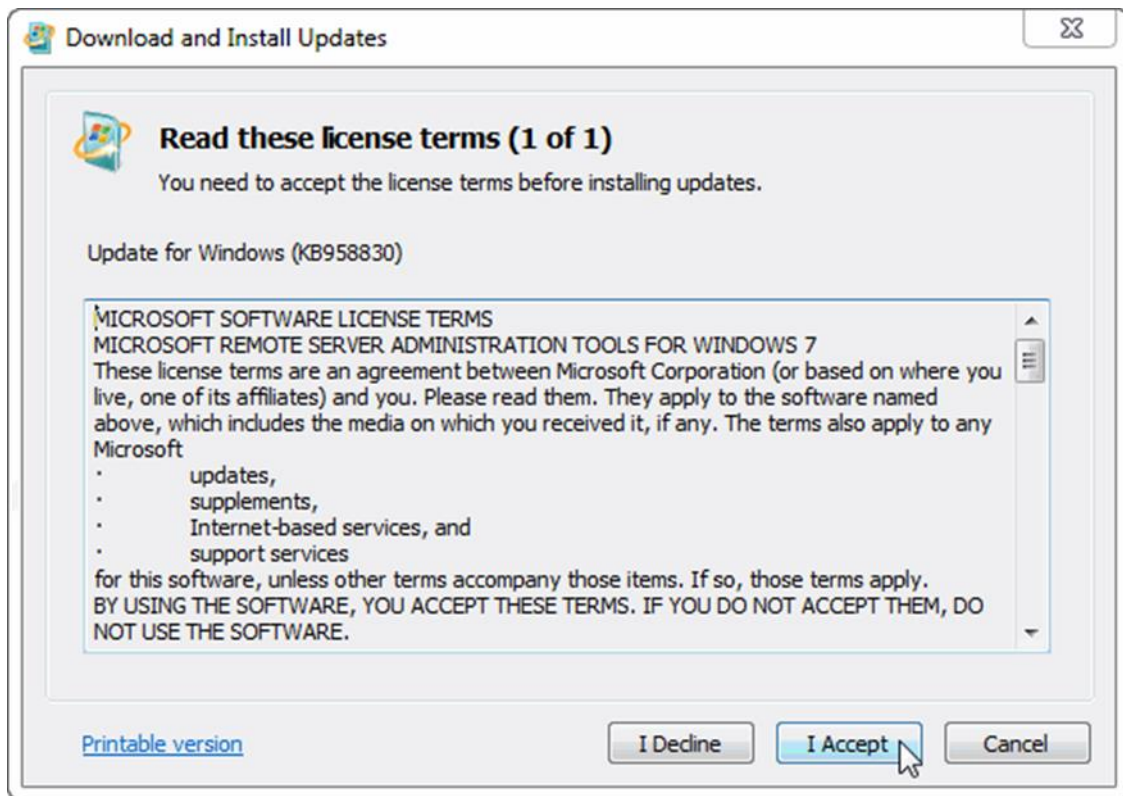 Download and Install Updates
Read these license terms (1 of 1)
You need to accept the license terms before installing updates.
Update for Windows (KB958830)
MICROSOFT SOFTWARE LICENSE TERMS
MICROSOFT REMOTE SERVER ADMINISTRATION TOOLS FOR WINDOWS 7
These license terms are an agreement between Microsoft Corporation (or based on where you
live, one of its affiliates) and you. Please read them. They apply to the software named
above, which includes the media on which you received it, if any. The terms also apply to any
Microsoft
· updates,
· supplements,
· Internet-based services, and
· support services
for this software, unless other terms accompany those items. If so, those terms apply.
BY USING THE SOFTWARE, YOU ACCEPT THESE TERMS. IF YOU DO NOT ACCEPT THEM, DO
NOT USE THE SOFTWARE.
Printable version
I Decline
I Accept
Cancel